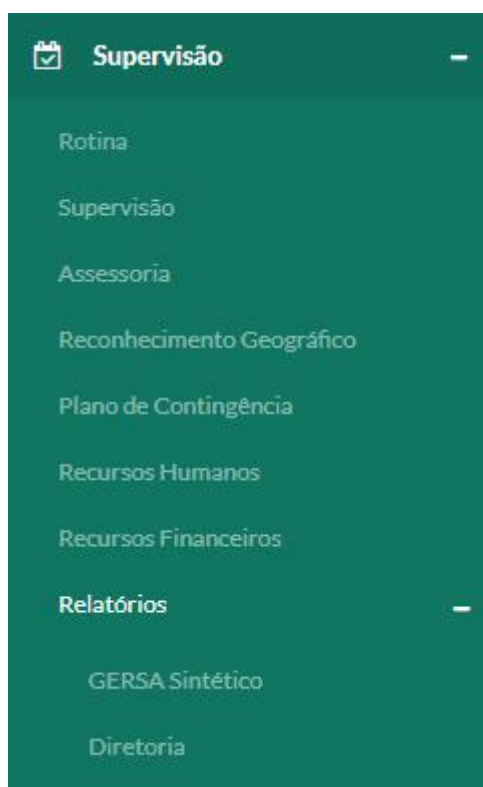 Supervisão
Rotina
Supervisão
Assessoria
Reconhecimento Geográfico
Plano de Contingência
Recursos Humanos
Recursos Financeiros
Relatórios
GERSA Sintético
Diretoria